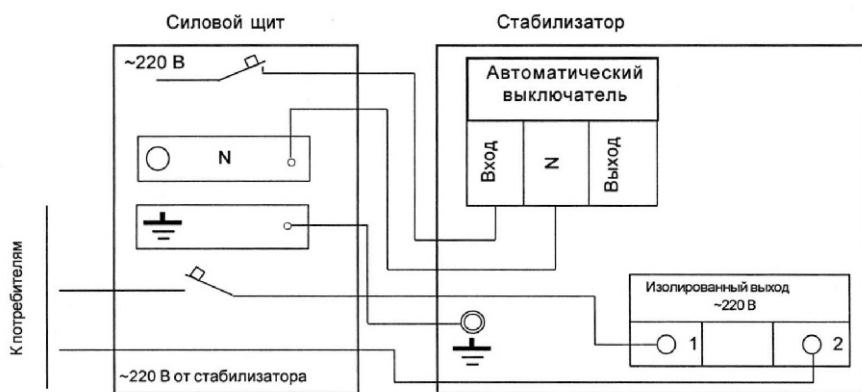 Силовой щит
Стабилизатор
~220 В
Автоматический
выключатель
Вход
N
Выход
N
К потребителям
Изолированный выход
~220 В
1
2
~220 В от стабилизатора